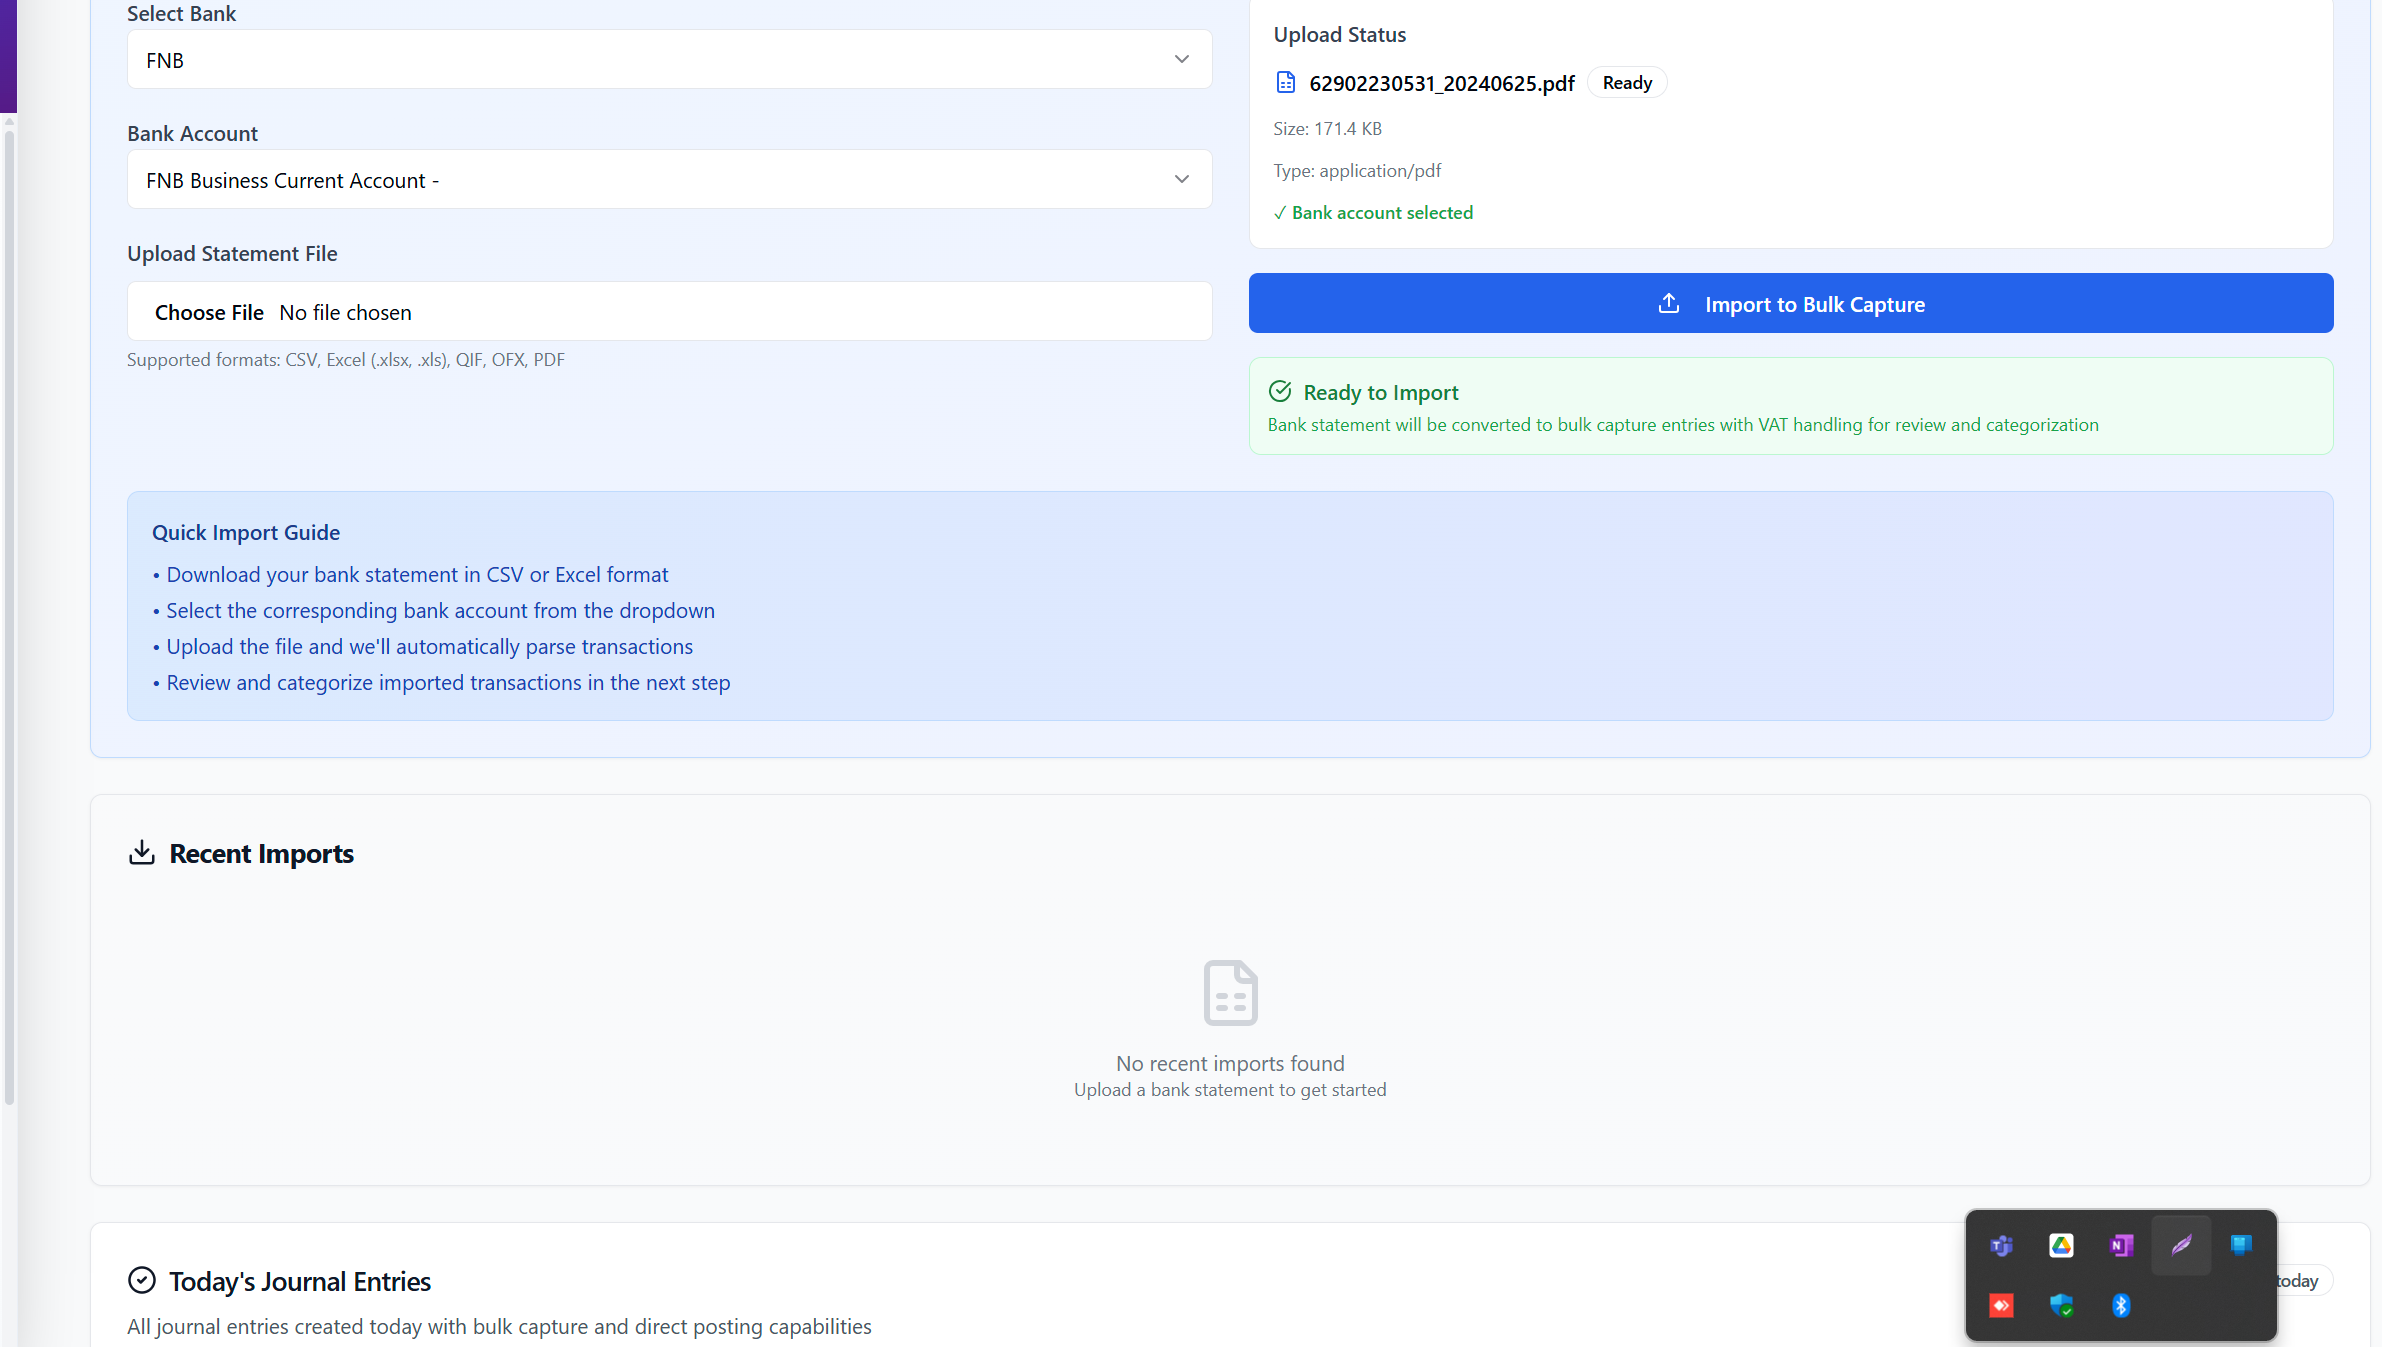 Select Bank
FNB
Bank Account
FNB Business Current Account -
Upload Statement File
Choose File No file chosen
Supported formats: CSV, Excel (.xlsx, .xls), QIF, OFX, PDF
Upload Status
62902230531_20240625.pdf Ready
Size: 171.4 KB
Type: application/pdf
✓ Bank account selected
Import to Bulk Capture
Ready to Import
Bank statement will be converted to bulk capture entries with VAT handling for review and categorization
Quick Import Guide
• Download your bank statement in CSV or Excel format
• Select the corresponding bank account from the dropdown
• Upload the file and we'll automatically parse transactions
• Review and categorize imported transactions in the next step
Recent Imports
No recent imports found
Upload a bank statement to get started
Today's Journal Entries
today
All journal entries created today with bulk capture and direct posting capabilities